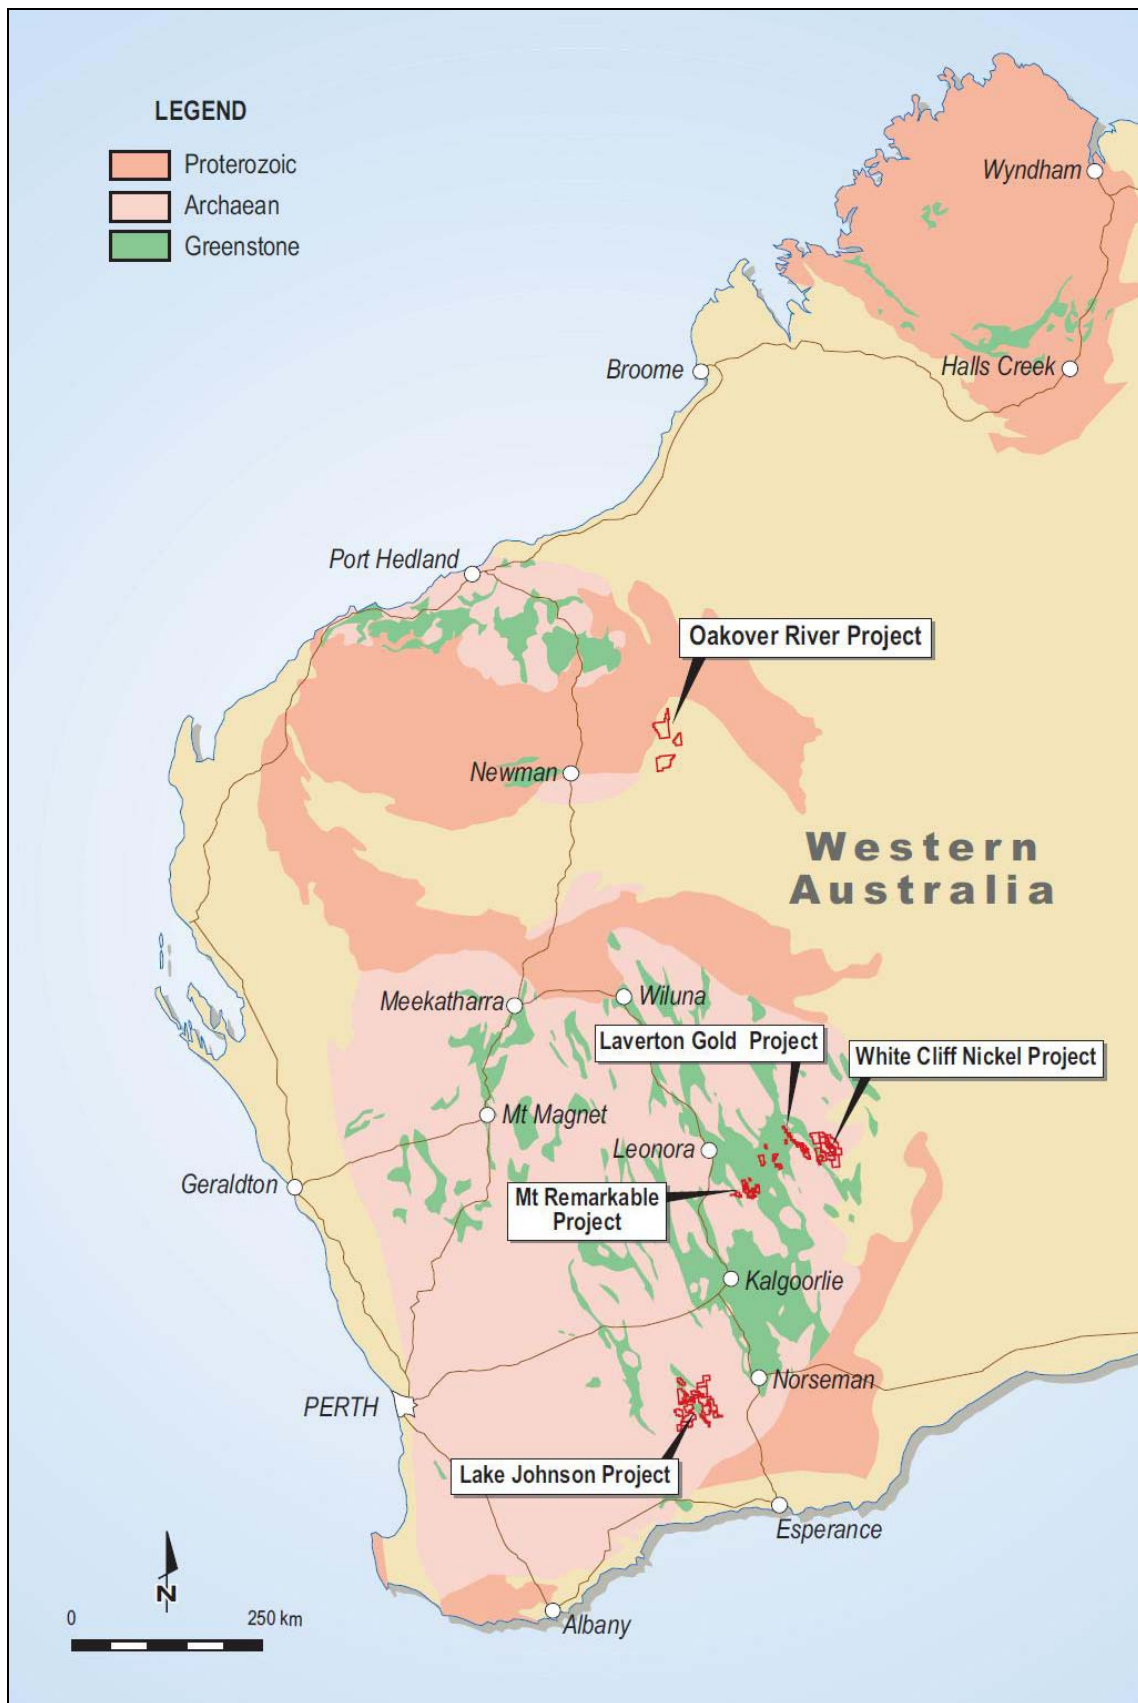 LEGEND
Proterozoic
Archaean
Greenstone
Wyndham
Halls Creek
Broome
Port Hedland
Oakover River Project
Newman
Western
Australia
Meekatharra
Wiluna
Laverton Gold Project
White Cliff Nickel Project
Mt Magnet
Leonora
Geraldton
Mt Remarkable
Project
Kalgoorlie
Norseman
PERTH
Lake Johnson Project
Esperance
Albany
N
0
250 km